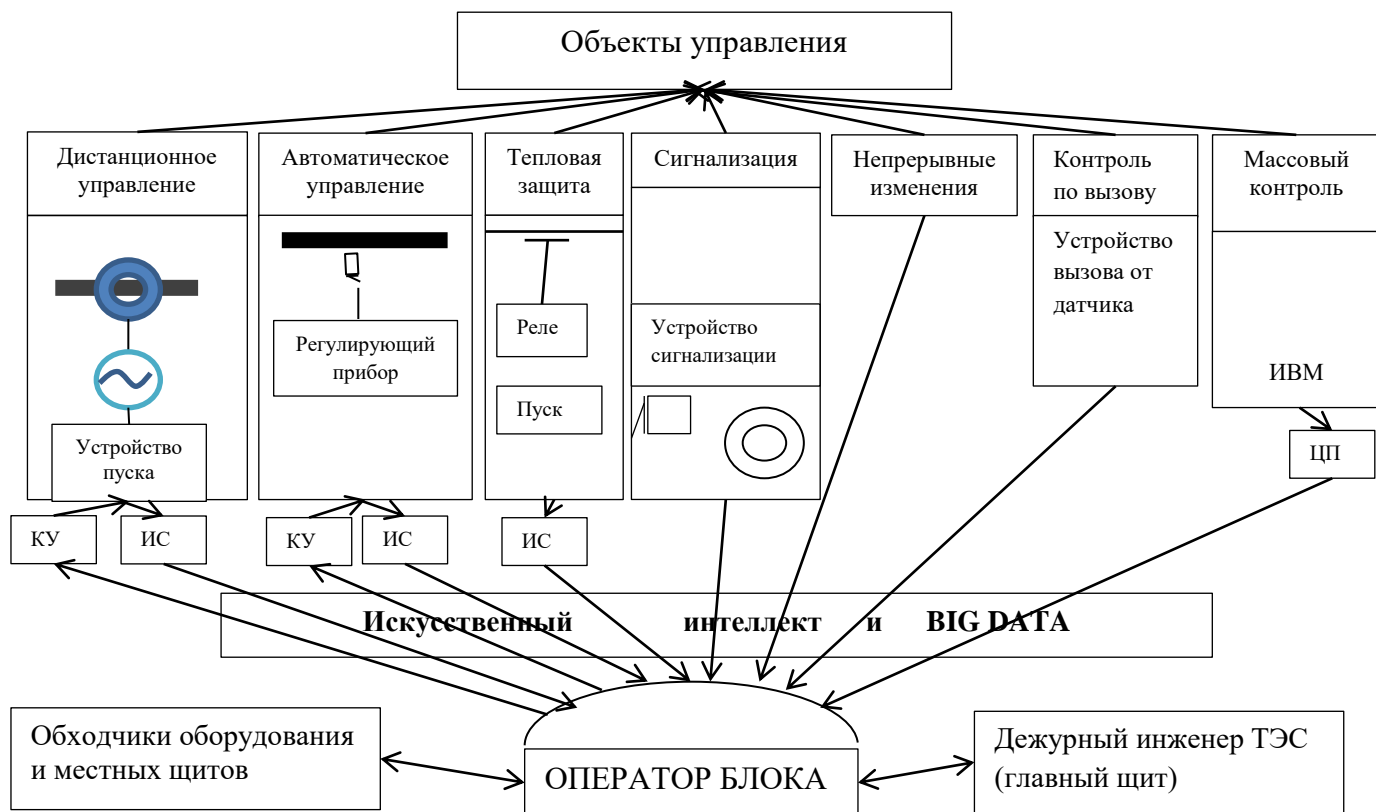 Объекты управления
Дистанционное
управление
Автоматическое
управление
Тепловая
защита
Сигнализация
Непрерывные
изменения
Контроль
по вызову
Массовый
контроль
Устройство
пуска
Регулирующий
прибор
Реле
Пуск
Устройство
сигнализации
Устройство
вызова от
датчика
ИВМ
ЦП
КУ
ИС
КУ
ИС
ИС
Искусственный интеллект и BIG DATA
Обходчики оборудования
и местных щитов
ОПЕРАТОР БЛОКА
Дежурный инженер ТЭС
(главный щит)